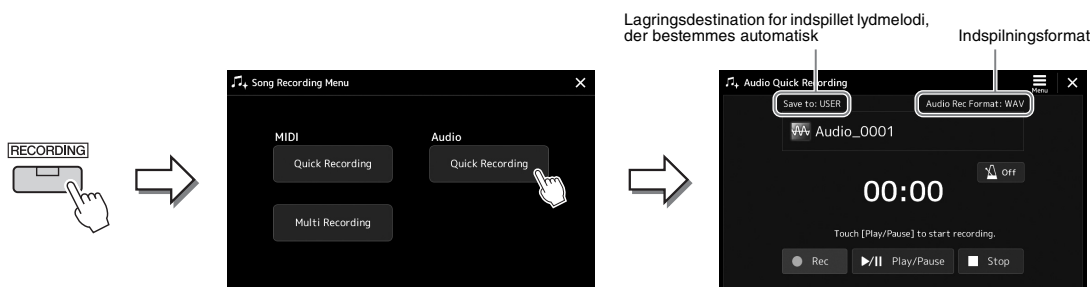 Lagringsdestination for indspillet lydmelodi,
der bestemmes automatisk
Indspilningsformat
RECORDING
Song Recording Menu
MIDI
Audio
Quick Recording
Quick Recording
Multi Recording
Audio Quick Recording
Menu
Save to: USER
Audio Rec Format: WAV
Audio_0001
Off
00:00
Touch [Play/Pause] to start recording.
Rec
Play/Pause
Stop